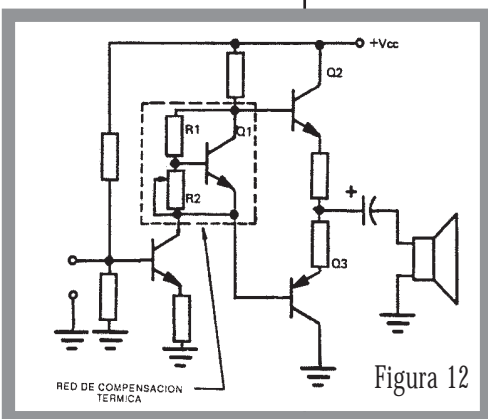 +Vcc
Q2
R1
Q1
R2
+
Q3
RED DE COMPENSACION
TERMICA
Figura 12